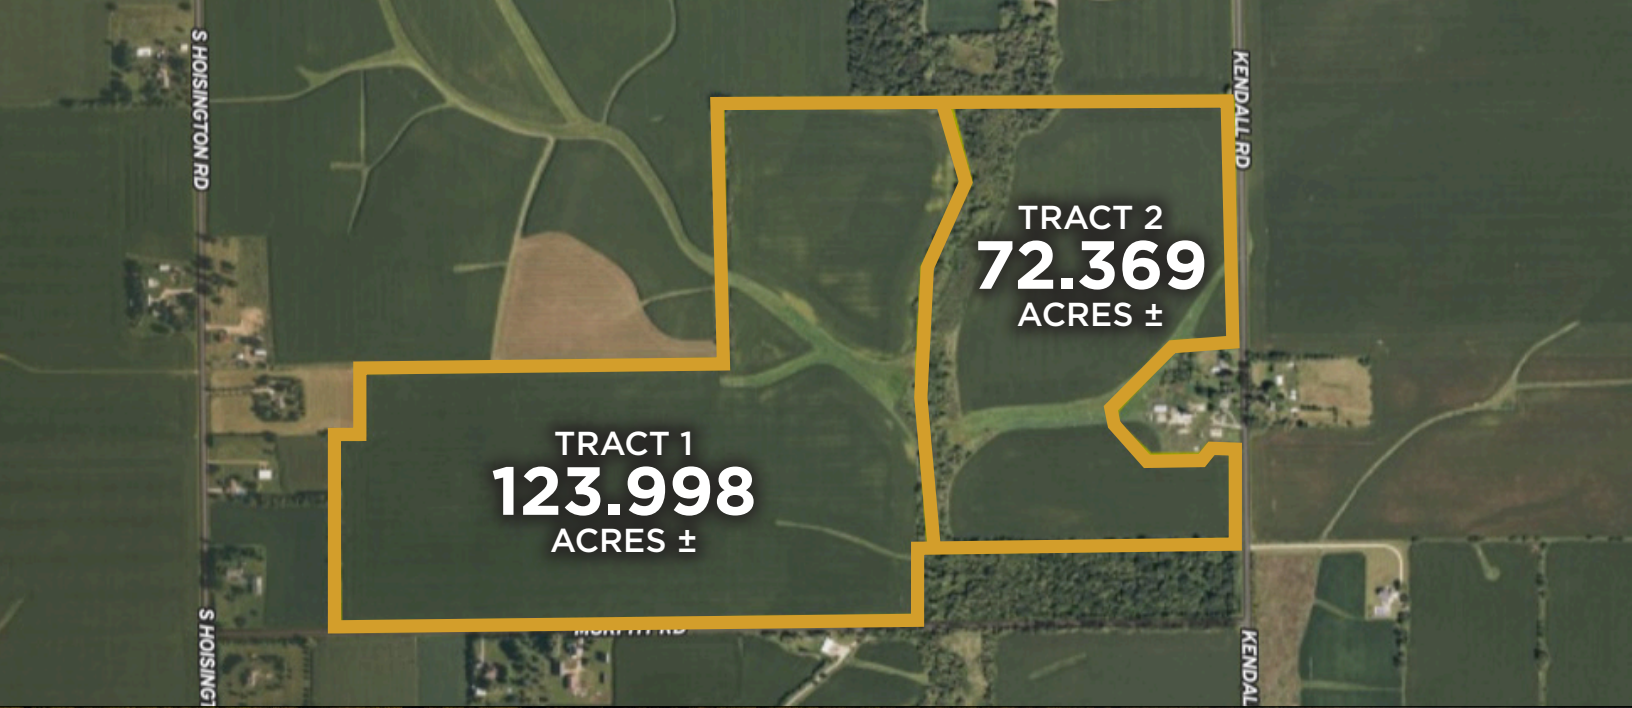 S HOISINGTON RD
KENDALL RD
TRACT 2
72.369
ACRES ±
TRACT 1
123.998
ACRES ±
S HOISINGT
KENDAL